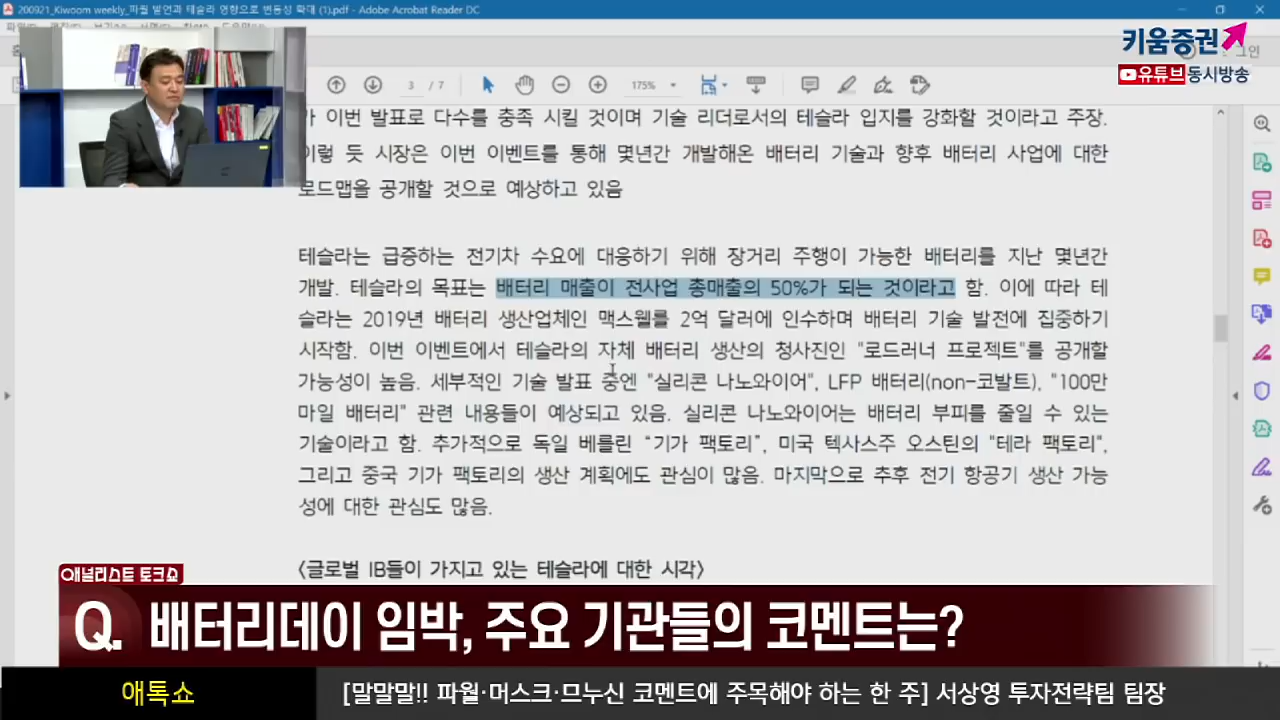 200921_Kiwoom weekly_파월 발언과 테슬라 영향으로 변동성 확대 (1).pdf - Adobe Acrobat Reader DC
키움증권
유튜브동시방송
3 / 7
175%
이번 발표로 다수를 충족 시킬 것이며 기술 리더로서의 테슬라 입지를 강화할 것이라고 주장.
이렇 듯 시장은 이번 이벤트를 통해 몇년간 개발해온 배터리 기술과 향후 배터리 사업에 대한
로드맵을 공개할 것으로 예상하고 있음
테슬라는 급증하는 전기차 수요에 대응하기 위해 장거리 주행이 가능한 배터리를 지난 몇년간
개발. 테슬라의 목표는 배터리 매출이 전사업 총매출의 50%가 되는 것이라고 함. 이에 따라 테
슬라는 2019년 배터리 생산업체인 맥스웰를 2억 달러에 인수하며 배터리 기술 발전에 집중하기
시작함. 이번 이벤트에서 테슬라의 자체 배터리 생산의 청사진인 "로드러너 프로젝트"를 공개할
가능성이 높음. 세부적인 기술 발표 중엔 "실리콘 나노와이어", LFP 배터리(non-코발트), "100만
마일 배터리" 관련 내용들이 예상되고 있음. 실리콘 나노와이어는 배터리 부피를 줄일 수 있는
기술이라고 함. 추가적으로 독일 베를린 "기가 팩토리", 미국 텍사스주 오스틴의 "테라 팩토리",
그리고 중국 기가 팩토리의 생산 계획에도 관심이 많음. 마지막으로 추후 전기 항공기 생산 가능
성에 대한 관심도 많음.
<글로벌 IB들이 가지고 있는 테슬라에 대한 시각>
애널리스트 토크쇼
Q. 배터리데이 임박, 주요 기관들의 코멘트는?
애톡쇼 [말말말!! 파월·머스크·므누신 코멘트에 주목해야 하는 한 주] 서상영 투자전략팀 팀장